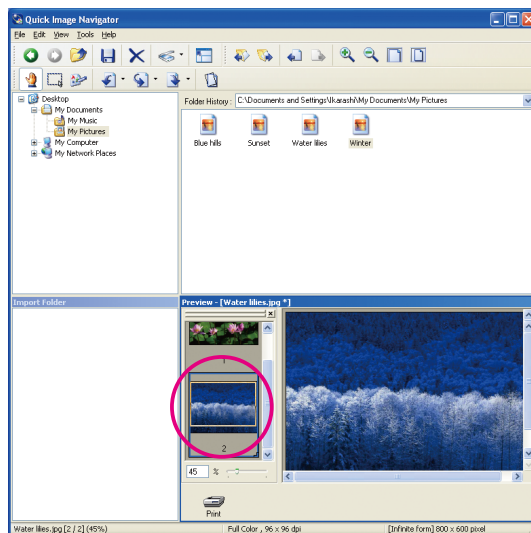 Quick Image Navigator
File Edit View Tools Help
Desktop
My Documents
My Music
My Pictures
My Computer
My Network Places
Folder History : C:\Documents and Settings\Ikarashi\My Documents\My Pictures
Blue hills Sunset Water lilies Winter
Import Folder
Preview - [Water lilies.jpg *]
1
2
45 %
Print
Water lilies.jpg [2 / 2] (45%) Full Color , 96 x 96 dpi [Infinite form] 800 x 600 pixel